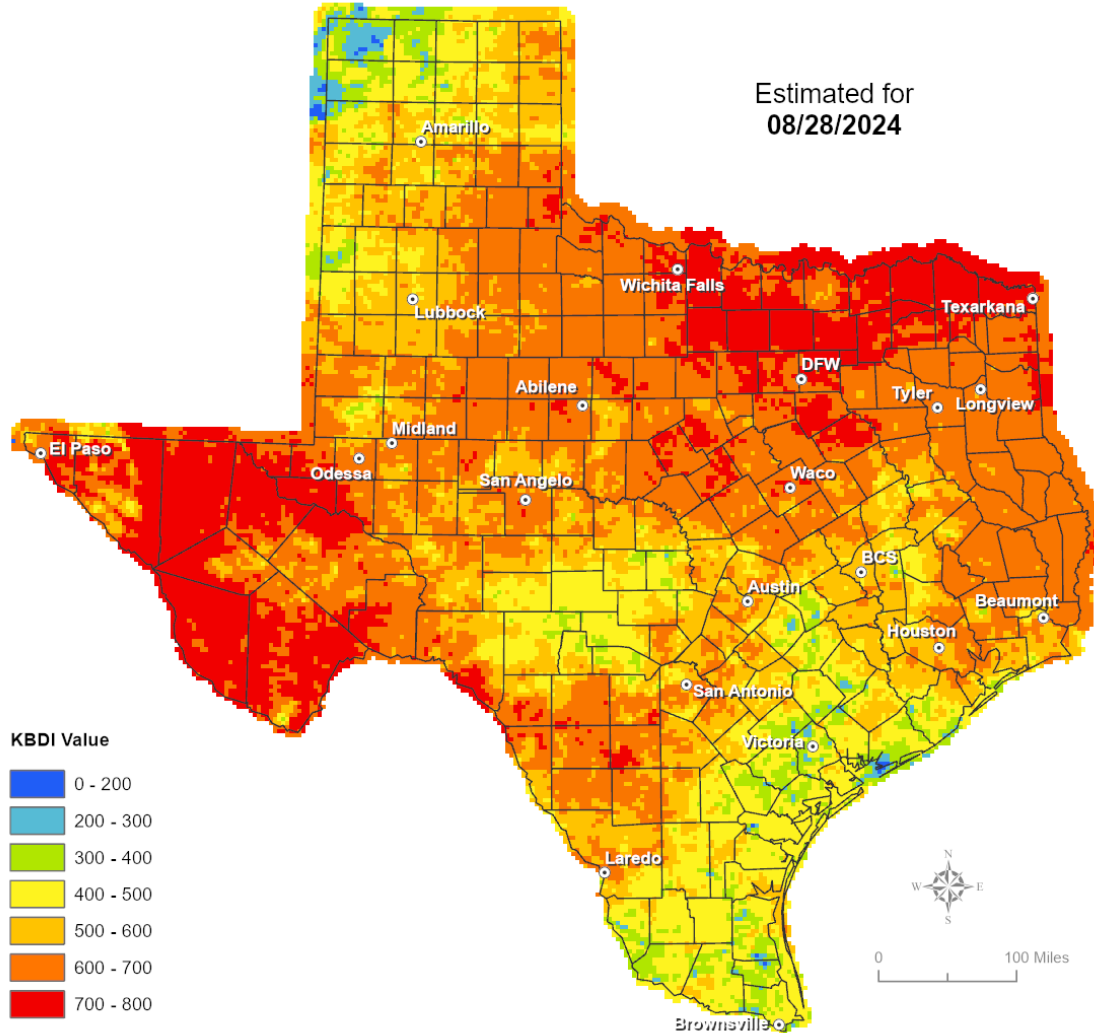 Estimated for
08/28/2024
Amarillo
Wichita Falls
Lubbock
Texarkana
DFW
Abilene
Tyler
Longview
Midland
El Paso
Odessa
San Angelo
Waco
BCS
Austin
Beaumont
Houston
San Antonio
Victoria
Laredo
Brownsville
KBDI Value
0 - 200
200 - 300
300 - 400
400 - 500
500 - 600
600 - 700
700 - 800
N
W E
S
0 100 Miles